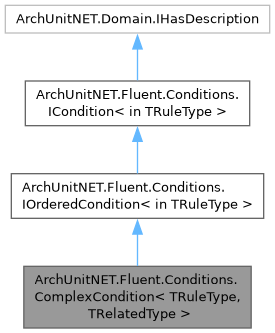 ArchUnitNET.Domain.IHasDescription
ArchUnitNET.Fluent.Conditions.
ICondition< in TRuleType >
ArchUnitNET.Fluent.Conditions.
IOrderedCondition< in TRuleType >
ArchUnitNET.Fluent.Conditions.
ComplexCondition< TRuleType,
TRelatedType >